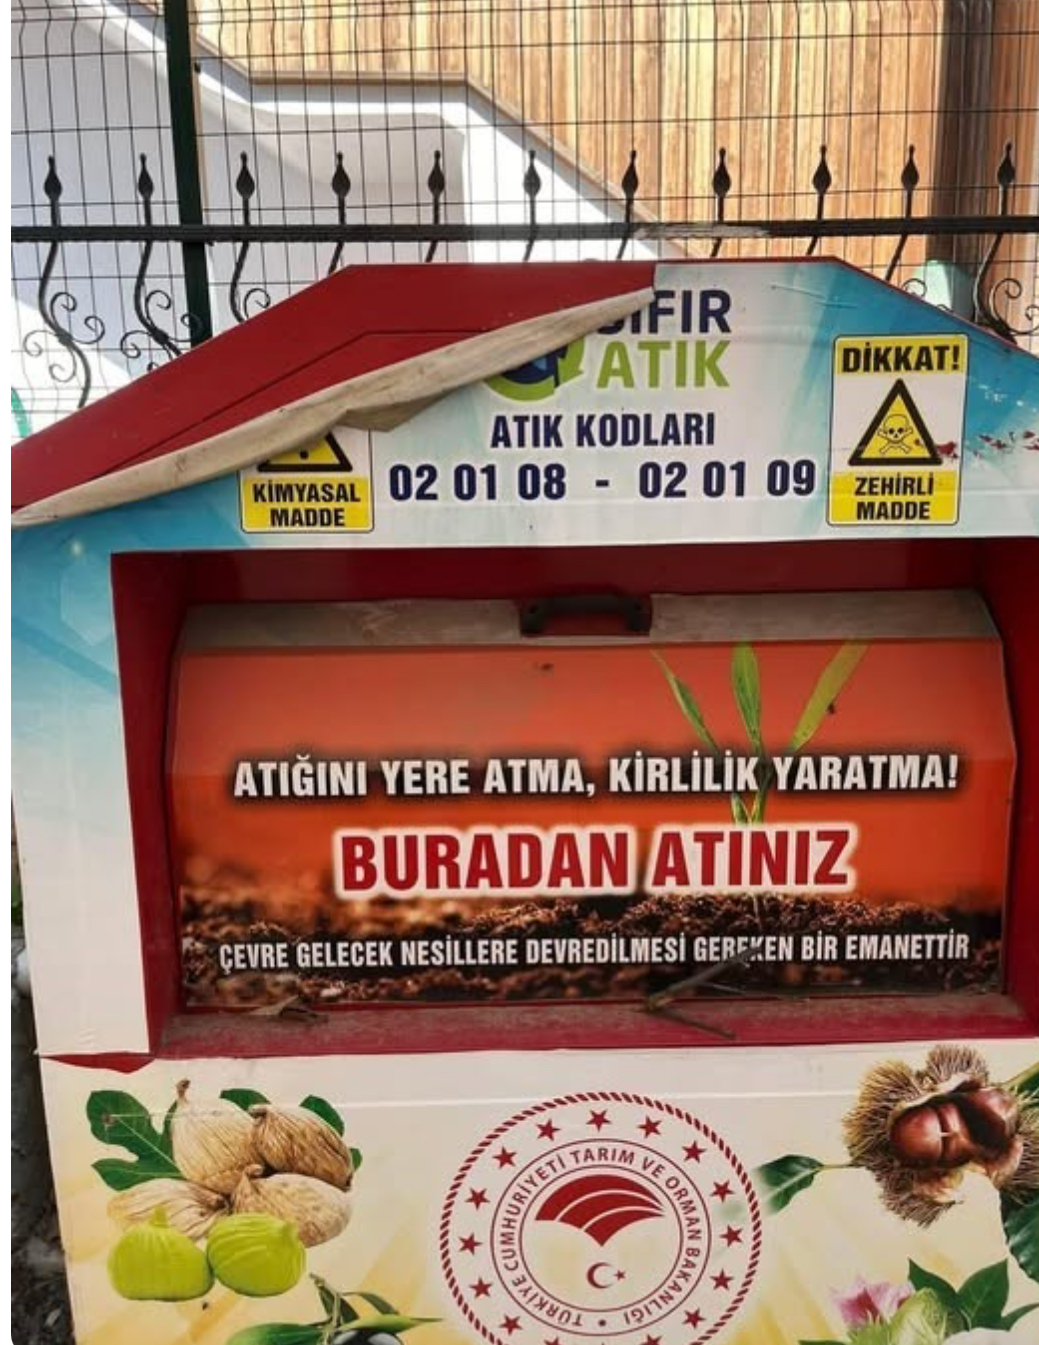 SIFIR
ATIK
DİKKAT!
ATIK KODLARI
02 01 08 - 02 01 09
KİMYASAL
MADDE
ZEHİRLİ
MADDE
ATIĞINI YERE ATMA, KİRLİLİK YARATMA!
BURADAN ATINIZ
ÇEVRE GELECEK NESİLLERE DEVREDİLMESİ GEREKEN BİR EMANETTİR
TÜRKİYE CUMHURİYETİ TARIM VE ORMAN BAKANLIĞI